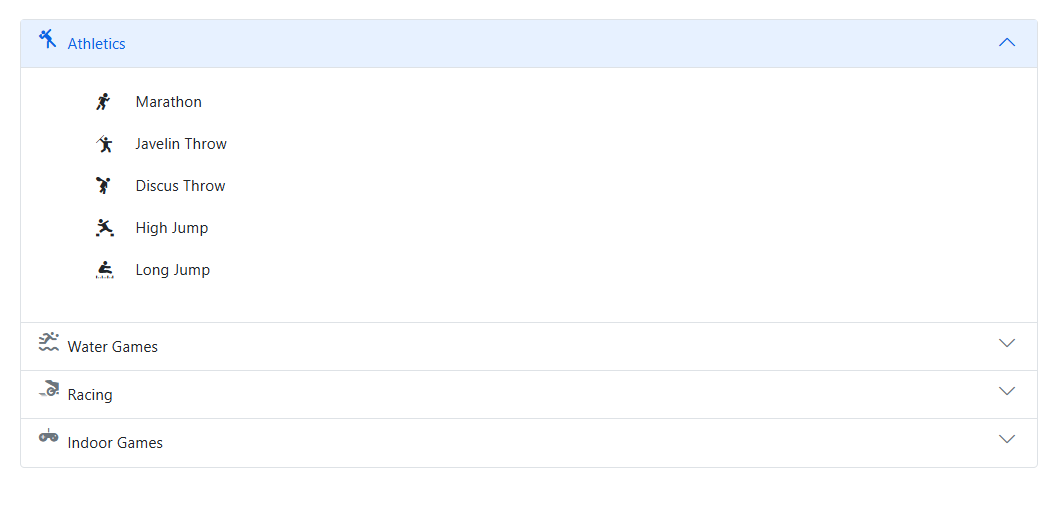 Athletics
Marathon
Javelin Throw
Discus Throw
High Jump
Long Jump
Water Games
Racing
Indoor Games